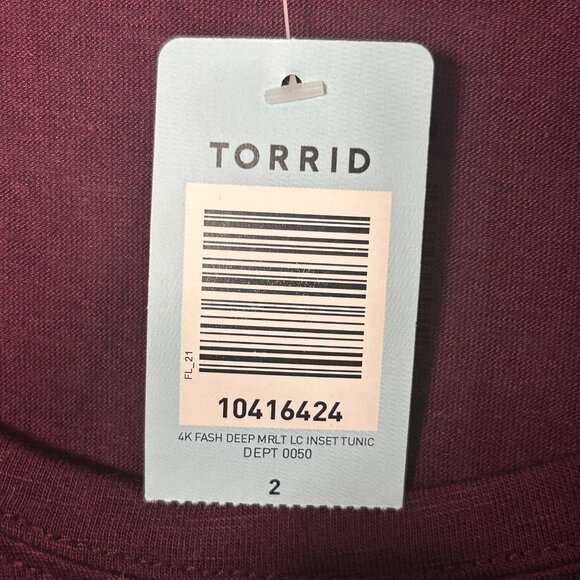 TORRID
FL_21
10416424
4K FASH DEEP MRLT LC INSET TUNIC
DEPT 0050
2